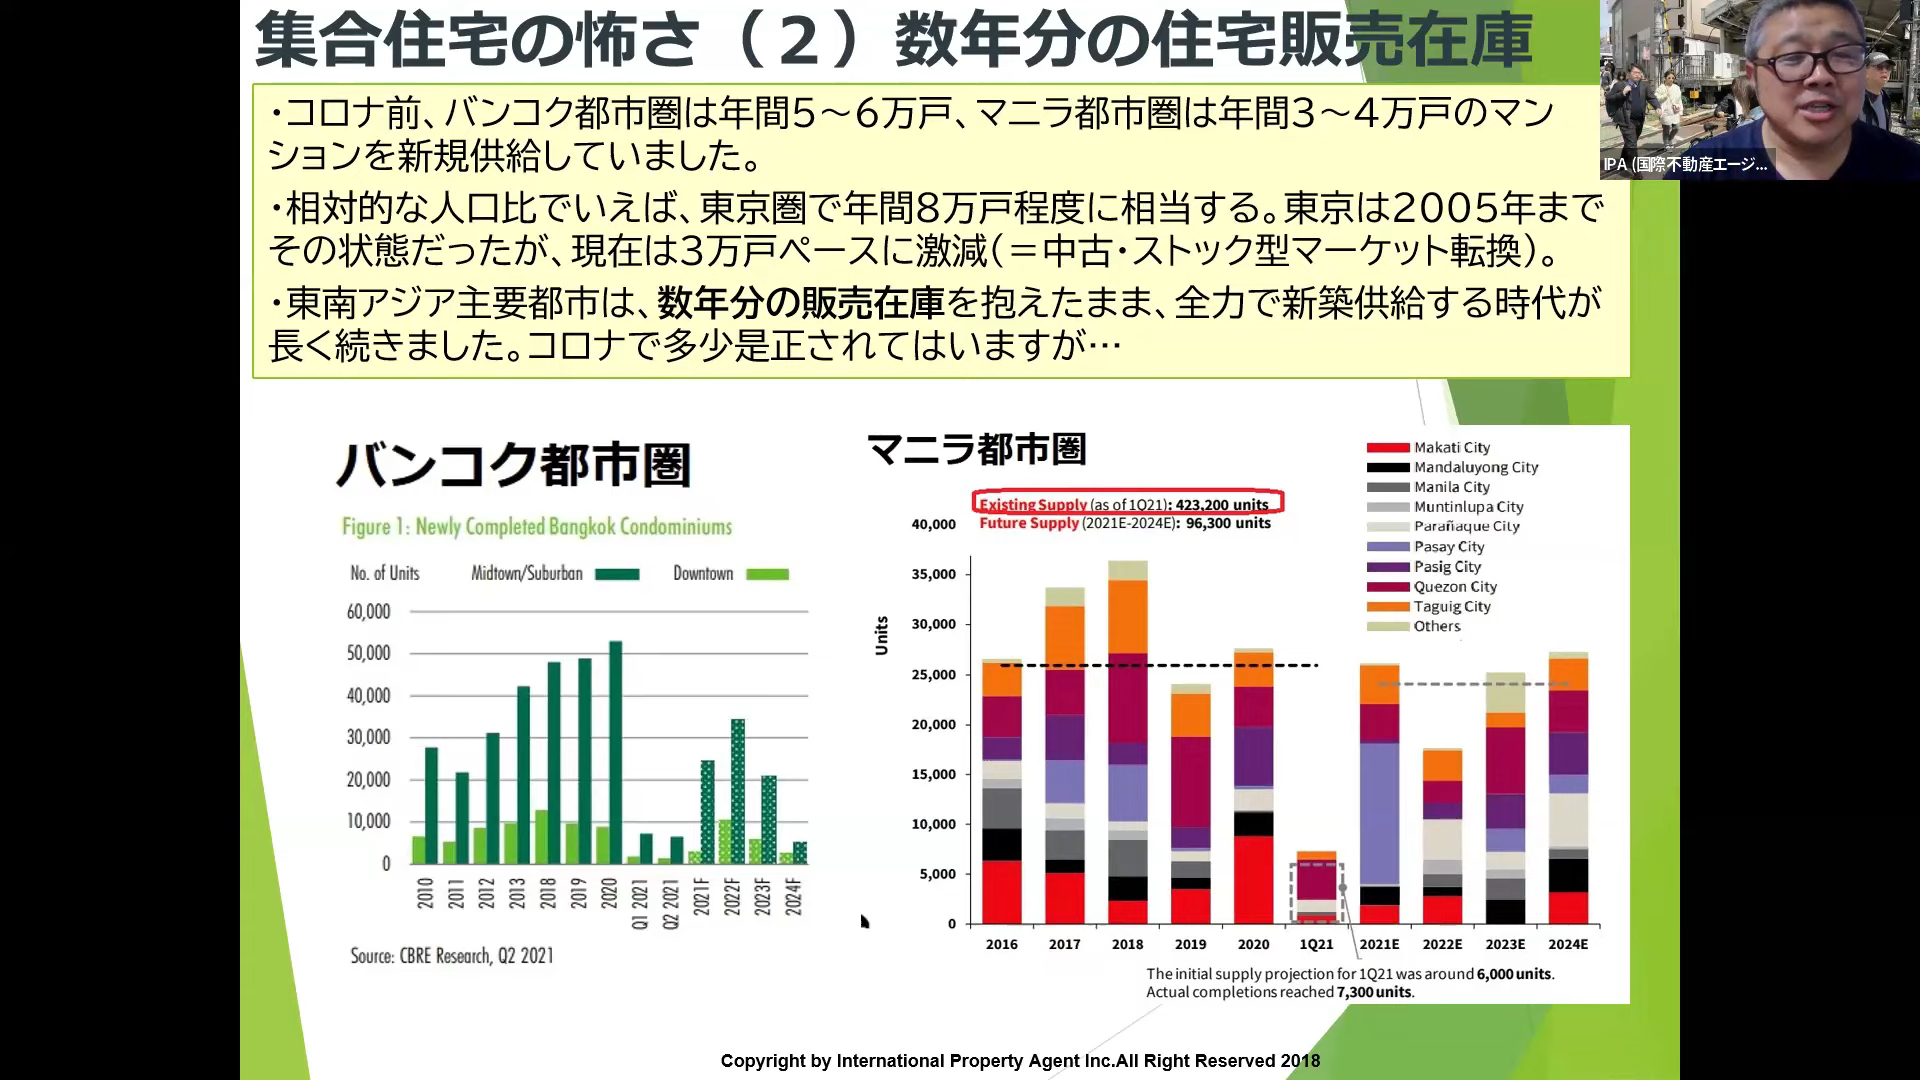 集合住宅の怖さ（２）数年分の住宅販売在庫
・コロナ前、バンコク都市圏は年間5～6万戸、マニラ都市圏は年間3～4万戸のマン
ションを新規供給していました。
・相対的な人口比でいえば、東京圏で年間8万戸程度に相当する。東京は2005年まで
その状態だったが、現在は3万戸ペースに激減（＝中古・ストック型マーケット転換）。
・東南アジア主要都市は、数年分の販売在庫を抱えたまま、全力で新築供給する時代が
長く続きました。コロナで多少是正されてはいますが…
IPA (国際不動産エージ...
バンコク都市圏
Figure 1: Newly Completed Bangkok Condominiums
No. of Units Midtown/Suburban Downtown
60,000
50,000
40,000
30,000
20,000
10,000
0
2010 2011 2012 2013 2018 2019 2020 Q1 2021 Q2 2021 2021F 2022F 2023F 2024F
Source: CBRE Research, Q2 2021
マニラ都市圏
Existing Supply (as of 1Q21): 423,200 units
Future Supply (2021E-2024E): 96,300 units
Units
40,000
35,000
30,000
25,000
20,000
15,000
10,000
5,000
0
2016 2017 2018 2019 2020 1Q21 2021E 2022E 2023E 2024E
Makati City
Mandaluyong City
Manila City
Muntinlupa City
Parañaque City
Pasay City
Pasig City
Quezon City
Taguig City
Others
The initial supply projection for 1Q21 was around 6,000 units.
Actual completions reached 7,300 units.
Copyright by International Property Agent Inc.All Right Reserved 2018